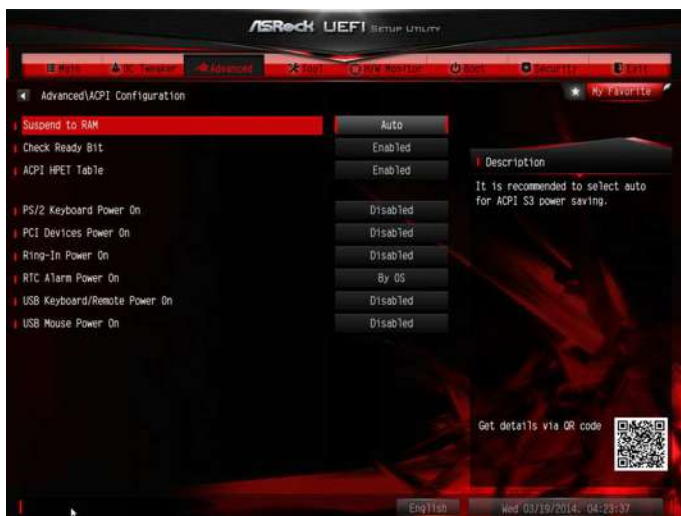 ASRock UEFI SETUP UTILITY
Main OC Tweaker Advanced Tool H/W Monitor Boot Security Exit
Advanced\ACPI Configuration
My Favorite
Suspend to RAM Auto
Check Ready Bit Enabled
ACPI HPET Table Enabled
PS/2 Keyboard Power On Disabled
PCI Devices Power On Disabled
Ring-In Power On Disabled
RTC Alarm Power On By OS
USB Keyboard/Remote Power On Disabled
USB Mouse Power On Disabled
Description
It is recommended to select auto
for ACPI S3 power saving.
Get details via QR code
English Wed 03/19/2014. 04:23:37